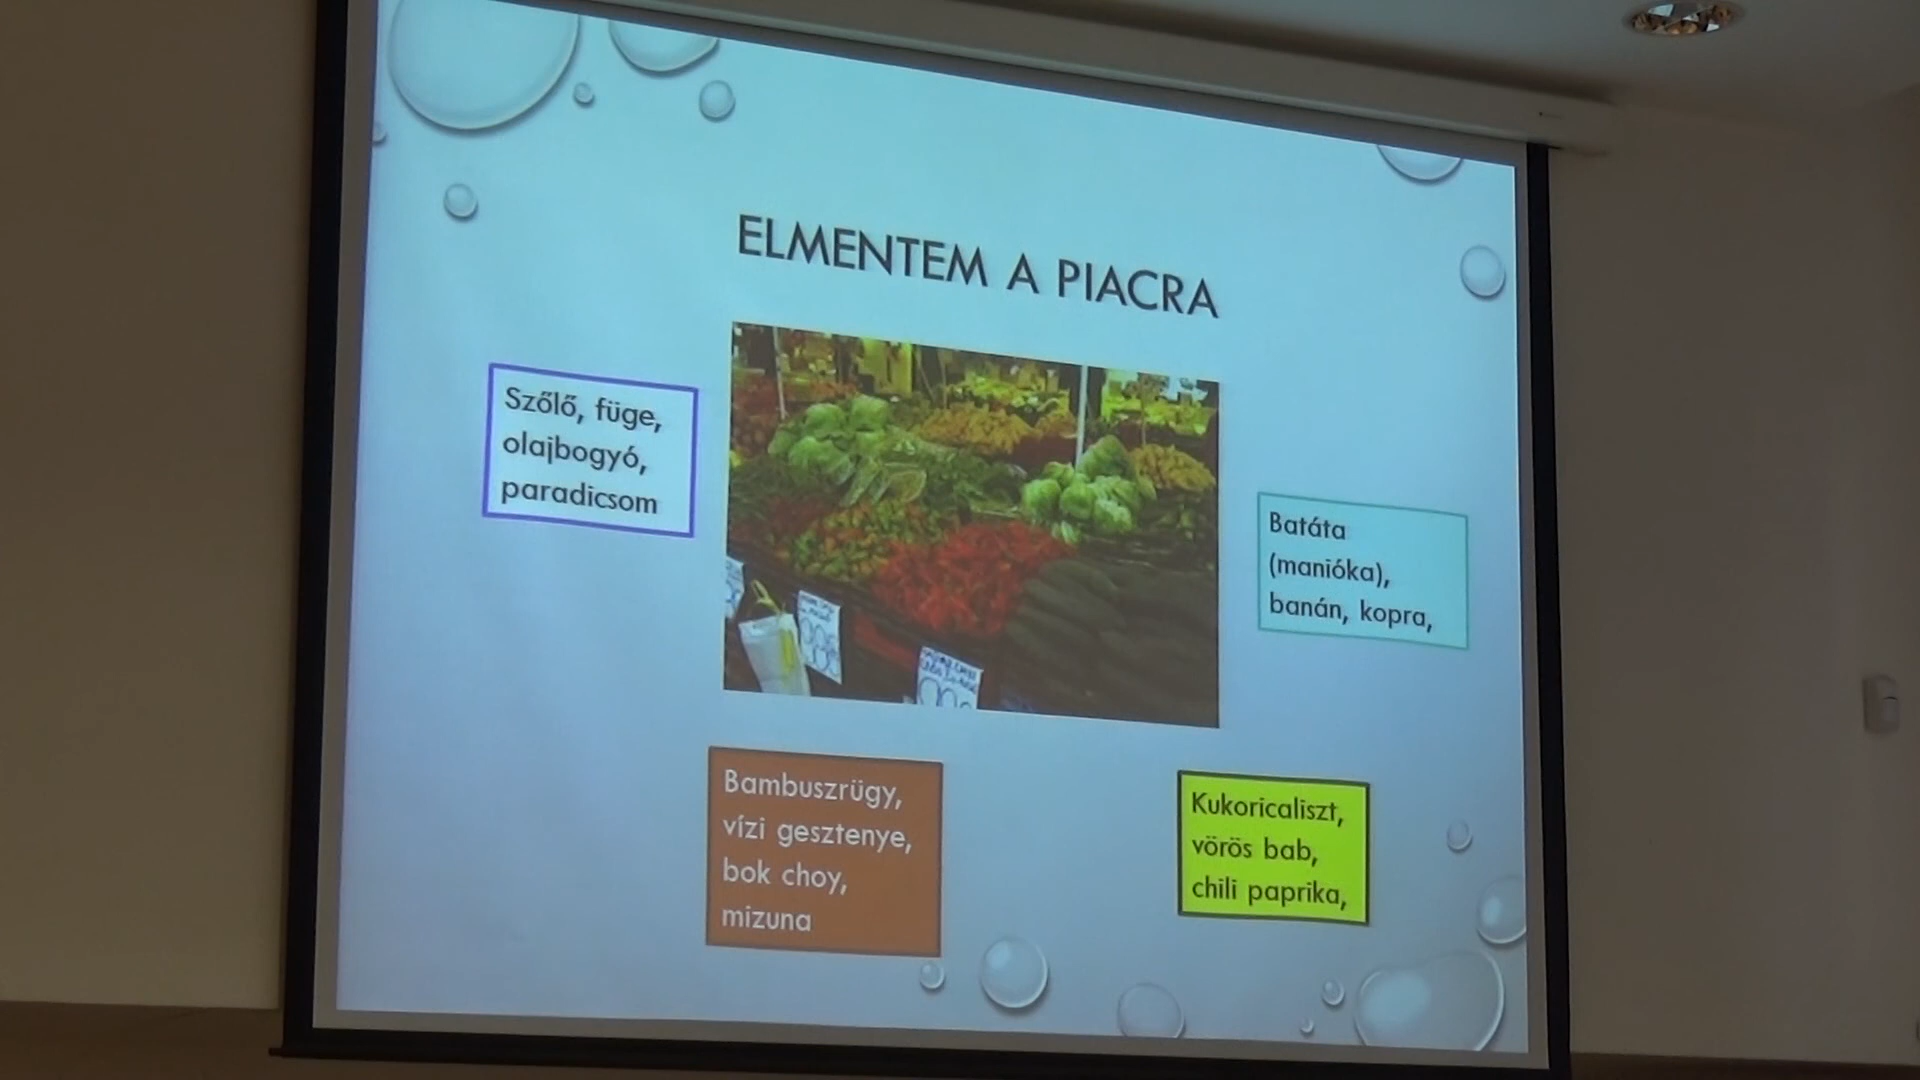 ELMENTEM A PIACRA
Szőlő, füge,
olajbogyó,
paradicsom
Batáta
(manióka),
banán, kopra,
Bambuszrügy,
vízi gesztenye,
bok choy,
mizuna
Kukoricaliszt,
vörös bab,
chili paprika,